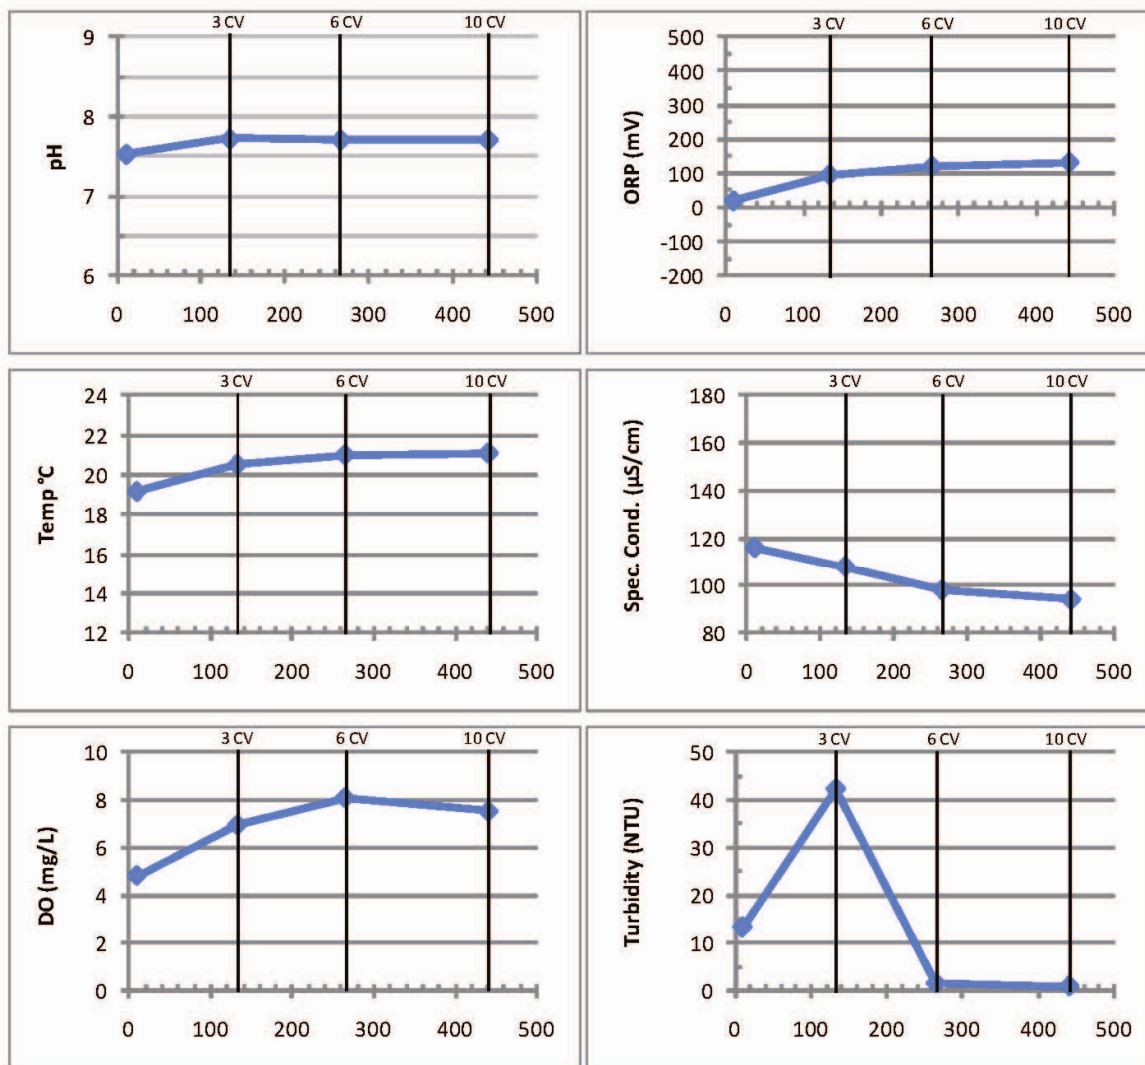 3 CV 6 CV 10 CV
9
8
7
6
pH
0 100 200 300 400 500
3 CV 6 CV 10 CV
500
400
300
200
100
0
-100
-200
ORP (mV)
0 100 200 300 400 500
3 CV 6 CV 10 CV
24
22
20
18
16
14
12
Temp °C
0 100 200 300 400 500
3 CV 6 CV 10 CV
180
160
140
120
100
80
Spec. Cond. (µS/cm)
0 100 200 300 400 500
3 CV 6 CV 10 CV
10
8
6
4
2
0
DO (mg/L)
0 100 200 300 400 500
3 CV 6 CV 10 CV
50
40
30
20
10
0
Turbidity (NTU)
0 100 200 300 400 500